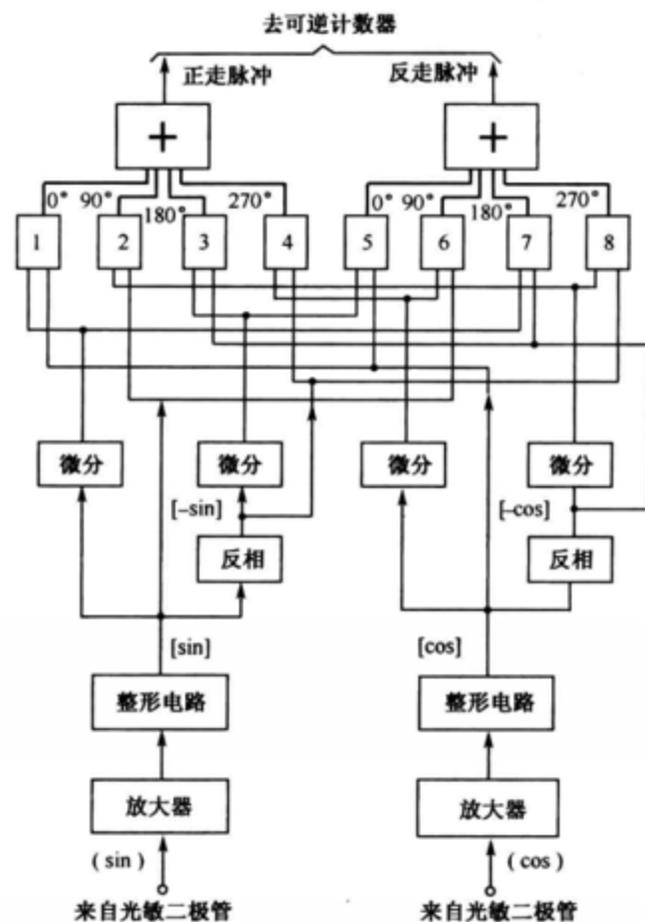 去可逆计数器
正走脉冲 反走脉冲
+ +
0° 90° 180° 270° 0° 90° 180° 270°
1 2 3 4 5 6 7 8
微分 微分 微分 微分
[–sin] [–cos]
反相 反相
[sin] [cos]
整形电路 整形电路
放大器 放大器
(sin) (cos)
来自光敏二极管 来自光敏二极管